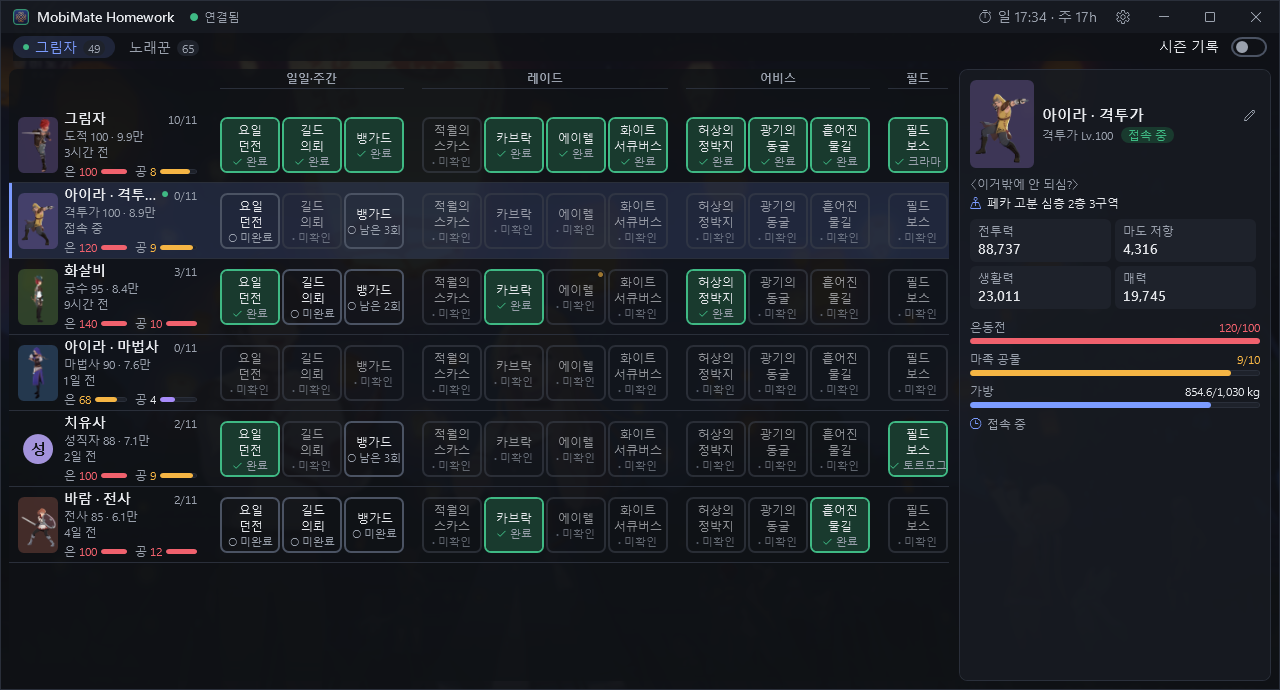 MobiMate Homework 연결됨 일 17:34 · 주 17h
그림자 49 노래꾼 65 시즌 기록
일일·주간 레이드 어비스 필드
그림자 10/11
도적 100 · 9.9만
3시간 전
은 100 공 8
요일 던전 ✓ 완료
길드 의뢰 ✓ 완료
뱅가드 ✓ 완료
적월의 스카스 · 미확인
카브락 ✓ 완료
에이렐 ✓ 완료
화이트 서큐버스 ✓ 완료
허상의 정박지 ✓ 완료
광기의 동굴 ✓ 완료
흩어진 물길 ✓ 완료
필드 보스 ✓ 크라마
아이라 · 격투... 0/11
격투가 100 · 8.9만
접속 중
은 120 공 9
요일 던전 ○ 미완료
길드 의뢰 · 미확인
뱅가드 ○ 남은 3회
적월의 스카스 · 미확인
카브락 · 미확인
에이렐 · 미확인
화이트 서큐버스 · 미확인
허상의 정박지 · 미확인
광기의 동굴 · 미확인
흩어진 물길 · 미확인
필드 보스 · 미확인
화살비 3/11
궁수 95 · 8.4만
9시간 전
은 140 공 10
요일 던전 ✓ 완료
길드 의뢰 ○ 미완료
뱅가드 ○ 남은 2회
적월의 스카스 · 미확인
카브락 ✓ 완료
에이렐 · 미확인
화이트 서큐버스 · 미확인
허상의 정박지 ✓ 완료
광기의 동굴 · 미확인
흩어진 물길 · 미확인
필드 보스 · 미확인
아이라 · 마법사 0/11
마법사 90 · 7.6만
1일 전
은 68 공 4
요일 던전 · 미확인
길드 의뢰 · 미확인
뱅가드 · 미확인
적월의 스카스 · 미확인
카브락 · 미확인
에이렐 · 미확인
화이트 서큐버스 · 미확인
허상의 정박지 · 미확인
광기의 동굴 · 미확인
흩어진 물길 · 미확인
필드 보스 · 미확인
성
치유사 2/11
성직자 88 · 7.1만
2일 전
은 100 공 9
요일 던전 ✓ 완료
길드 의뢰 · 미확인
뱅가드 ○ 남은 3회
적월의 스카스 · 미확인
카브락 · 미확인
에이렐 · 미확인
화이트 서큐버스 · 미확인
허상의 정박지 · 미확인
광기의 동굴 · 미확인
흩어진 물길 · 미확인
필드 보스 ✓ 토르모그
바람 · 전사 2/11
전사 85 · 6.1만
4일 전
은 100 공 12
요일 던전 ○ 미완료
길드 의뢰 ○ 미완료
뱅가드 ○ 미완료
적월의 스카스 · 미확인
카브락 ✓ 완료
에이렐 · 미확인
화이트 서큐버스 · 미확인
허상의 정박지 · 미확인
광기의 동굴 · 미확인
흩어진 물길 ✓ 완료
필드 보스 · 미확인
아이라 · 격투가
격투가 Lv.100 접속 중
〈이거밖에 안 되심?〉
페카 고분 심층 2층 3구역
전투력 마도 저항
88,737 4,316
생활력 매력
23,011 19,745
은동전 120/100
마족 공물 9/10
가방 854.6/1,030 kg
접속 중